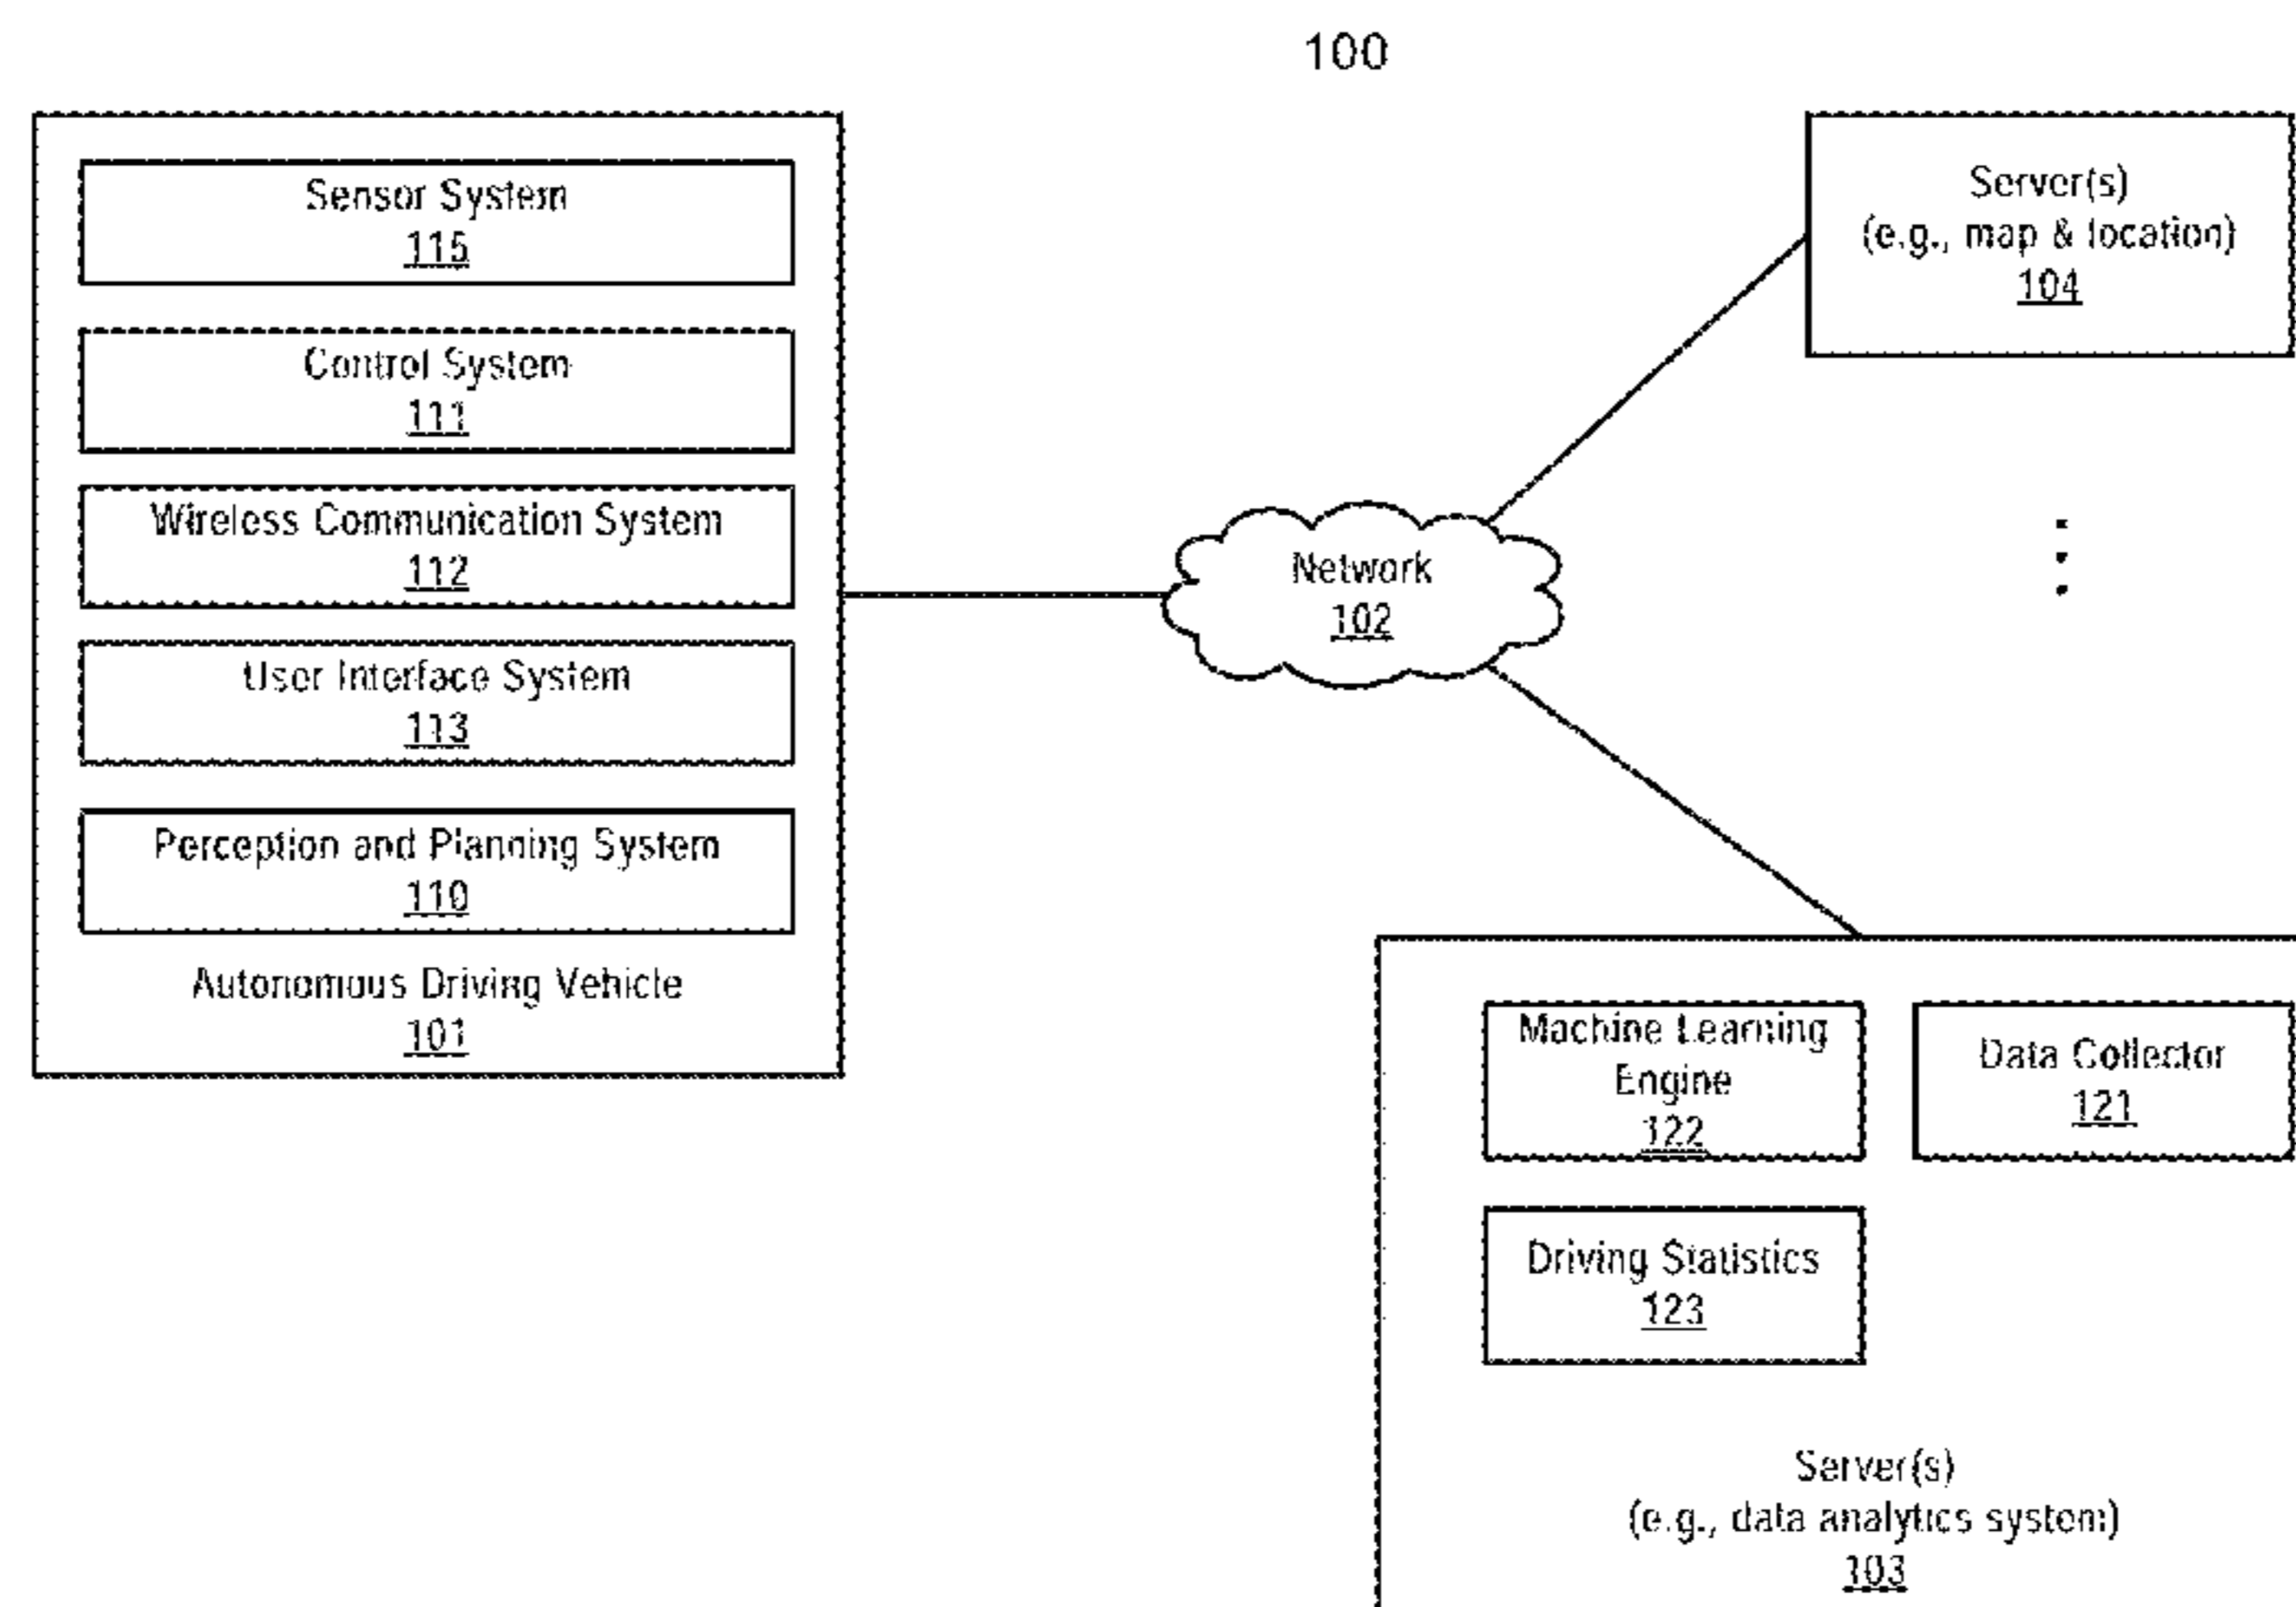 100
Sensor System
115
Control System
111
Wireless Communication System
112
User Interface System
113
Perception and Planning System
110
Autonomous Driving Vehicle
101
Network
102
Server(s)
(e.g., map & location)
104
Machine Learning
Engine
122
Data Collector
121
Driving Statistics
123
Server(s)
(e.g., data analytics system)
103